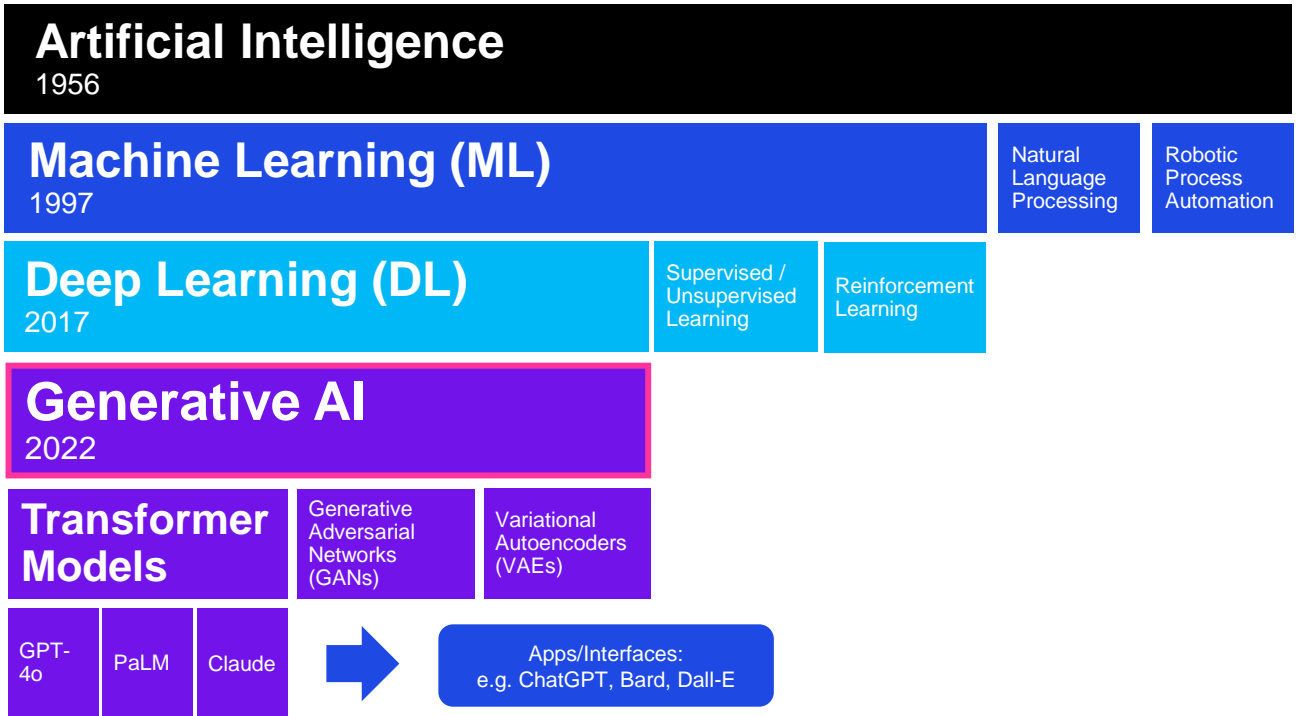 Artificial Intelligence
1956
Machine Learning (ML)
1997
Natural
Language
Processing
Robotic
Process
Automation
Deep Learning (DL)
2017
Supervised /
Unsupervised
Learning
Reinforcement
Learning
Generative AI
2022
Transformer
Models
Generative
Adversarial
Networks
(GANs)
Variational
Autoencoders
(VAEs)
GPT-
4o
PaLM
Claude
Apps/Interfaces:
e.g. ChatGPT, Bard, Dall-E